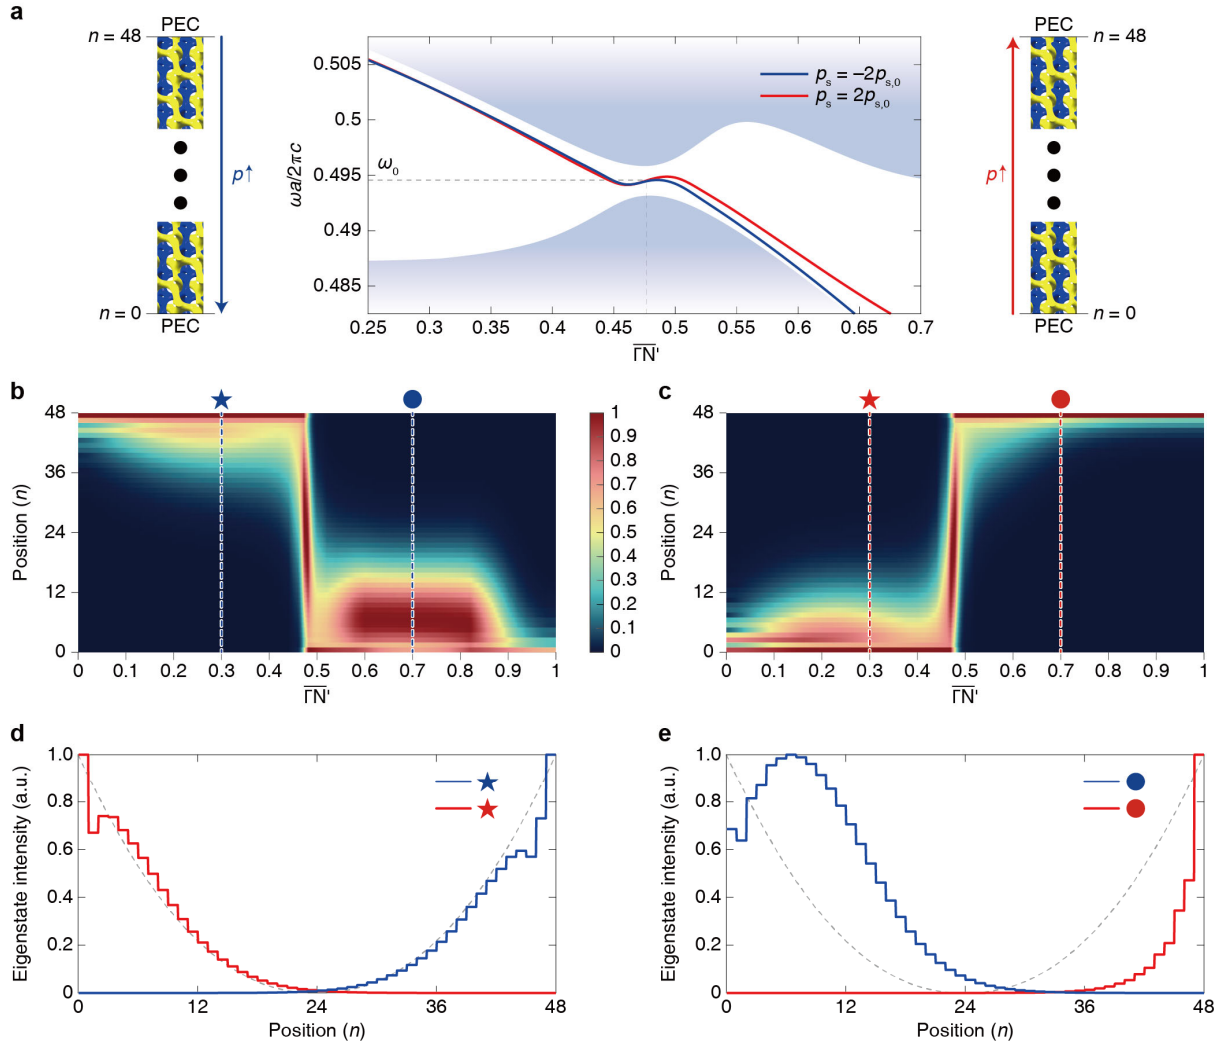 a
PEC
n = 48
p↑
n = 0
PEC
ωa/2πc
0.505
0.5
0.495
0.49
0.485
ω₀
pₛ = –2pₛ,₀
pₛ = 2pₛ,₀
0.25 0.3 0.35 0.4 0.45 0.5 0.55 0.6 0.65 0.7
Γ̅N̅'
PEC
n = 48
p↑
n = 0
PEC
b
Position (n)
48
36
24
12
0
0 0.1 0.2 0.3 0.4 0.5 0.6 0.7 0.8 0.9 1
Γ̅N̅'
1
0.9
0.8
0.7
0.6
0.5
0.4
0.3
0.2
0.1
0
c
Position (n)
48
36
24
12
0
0 0.1 0.2 0.3 0.4 0.5 0.6 0.7 0.8 0.9 1
Γ̅N̅'
d
Eigenstate intensity (a.u.)
1.0
0.8
0.6
0.4
0.2
0
0 12 24 36 48
Position (n)
e
Eigenstate intensity (a.u.)
1.0
0.8
0.6
0.4
0.2
0
0 12 24 36 48
Position (n)